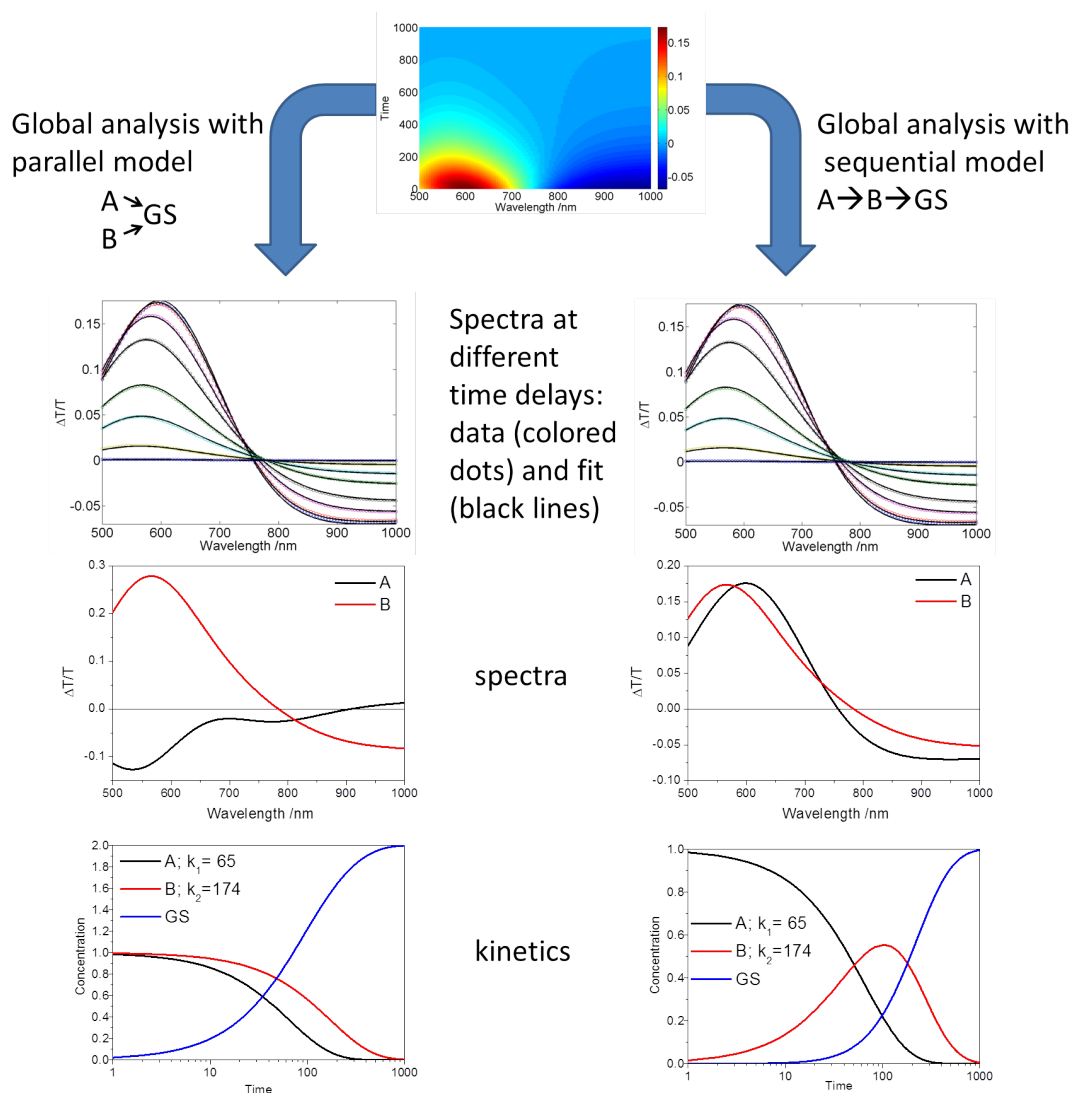 1000
800
600
400
200
0
Time
500
600
700
800
900
1000
Wavelength /nm
0.15
0.1
0.05
0
-0.05
Global analysis with
parallel model
A
GS
B
Global analysis with
sequential model
A→B→GS
0.15
0.1
0.05
0
-0.05
ΔT/T
500 600 700 800 900 1000
Wavelength /nm
Spectra at
different
time delays:
data (colored
dots) and fit
(black lines)
0.15
0.1
0.05
0
-0.05
ΔT/T
500 600 700 800 900 1000
Wavelength /nm
0.3
0.2
0.1
0.0
-0.1
ΔT/T
A
B
500 600 700 800 900 1000
Wavelength /nm
spectra
0.20
0.15
0.10
0.05
0.00
-0.05
-0.10
ΔT/T
A
B
500 600 700 800 900 1000
Wavelength /nm
2.0
1.8
1.6
1.4
1.2
1.0
0.8
0.6
0.4
0.2
0.0
Concentration
A; k₁= 65
B; k₂=174
GS
1 10 100 1000
Time
kinetics
1.0
0.8
0.6
0.4
0.2
0.0
Concentration
A; k₁= 65
B; k₂=174
GS
1 10 100 1000
Time